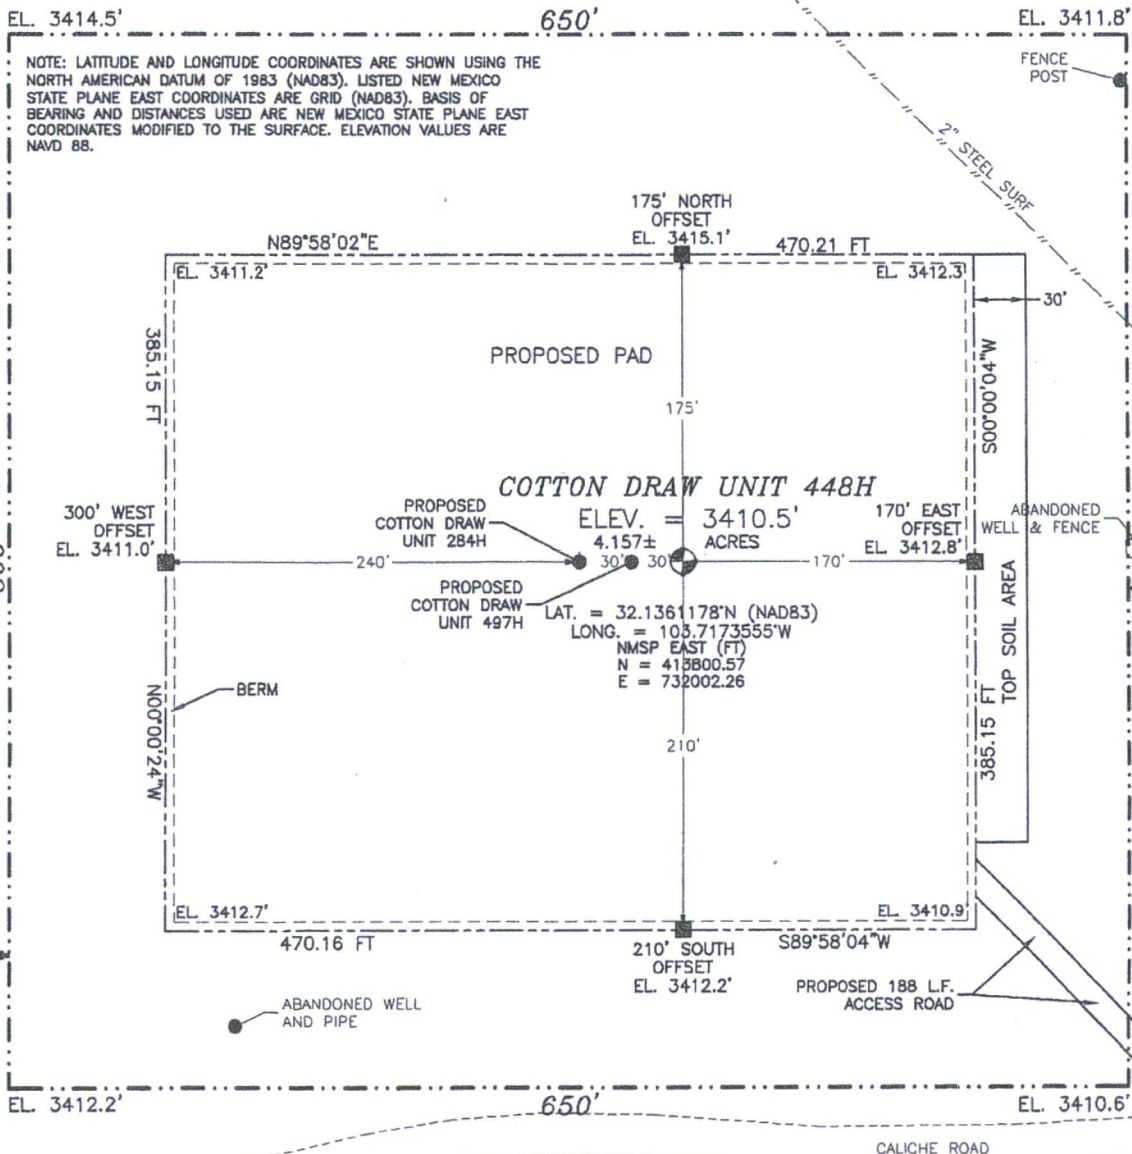 EL. 3414.5'
650'
EL. 3411.8'
NOTE: LATITUDE AND LONGITUDE COORDINATES ARE SHOWN USING THE
NORTH AMERICAN DATUM OF 1983 (NAD83). LISTED NEW MEXICO
STATE PLANE EAST COORDINATES ARE GRID (NAD83). BASIS OF
BEARING AND DISTANCES USED ARE NEW MEXICO STATE PLANE EAST
COORDINATES MODIFIED TO THE SURFACE. ELEVATION VALUES ARE
NAVD 88.
FENCE
POST
2" STEEL SURF
175' NORTH
OFFSET
EL. 3415.1'
N89°58'02"E
470.21 FT
EL. 3411.2'
EL. 3412.3'
30'
385.15 FT
PROPOSED PAD
S00°00'04"W
175'
COTTON DRAW UNIT 448H
ELEV. = 3410.5'
4.157± ACRES
300' WEST
OFFSET
EL. 3411.0'
PROPOSED
COTTON DRAW
UNIT 284H
170' EAST
OFFSET
EL. 3412.8'
ABANDONED
WELL & FENCE
240'
30'
30'
170'
PROPOSED
COTTON DRAW
UNIT 497H
LAT. = 32.1361178°N (NAD83)
LONG. = 103.7173555°W
NMSP EAST (FT)
N = 413800.57
E = 732002.26
TOP SOIL AREA
BERM
N00°00'24"W
385.15 FT
210'
EL. 3412.7'
EL. 3410.9'
470.16 FT
S89°58'04"W
210' SOUTH
OFFSET
EL. 3412.2'
PROPOSED 188 L.F.
ACCESS ROAD
ABANDONED WELL
AND PIPE
EL. 3412.2'
650'
EL. 3410.6'
CALICHE ROAD